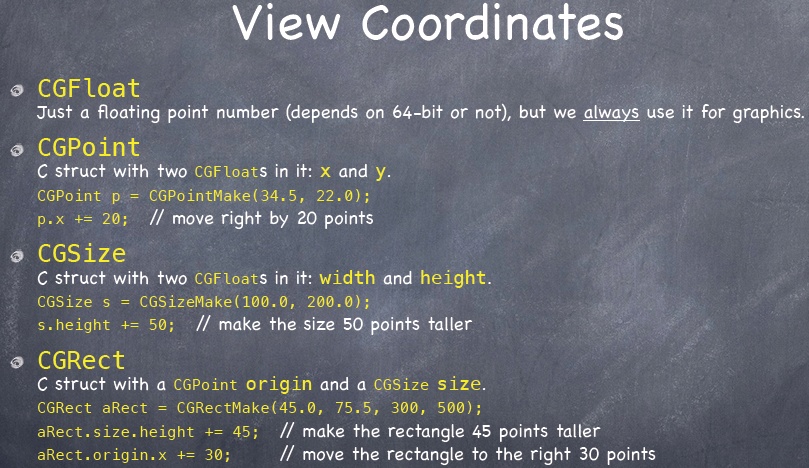 View Coordinates
CGFloat
Just a floating point number (depends on 64-bit or not), but we always use it for graphics.
CGPoint
C struct with two CGFloats in it: x and y.
CGPoint p = CGPointMake(34.5, 22.0);
p.x += 20; // move right by 20 points
CGSize
C struct with two CGFloats in it: width and height.
CGSize s = CGSizeMake(100.0, 200.0);
s.height += 50; // make the size 50 points taller
CGRect
C struct with a CGPoint origin and a CGSize size.
CGRect aRect = CGRectMake(45.0, 75.5, 300, 500);
aRect.size.height += 45; // make the rectangle 45 points taller
aRect.origin.x += 30; // move the rectangle to the right 30 points